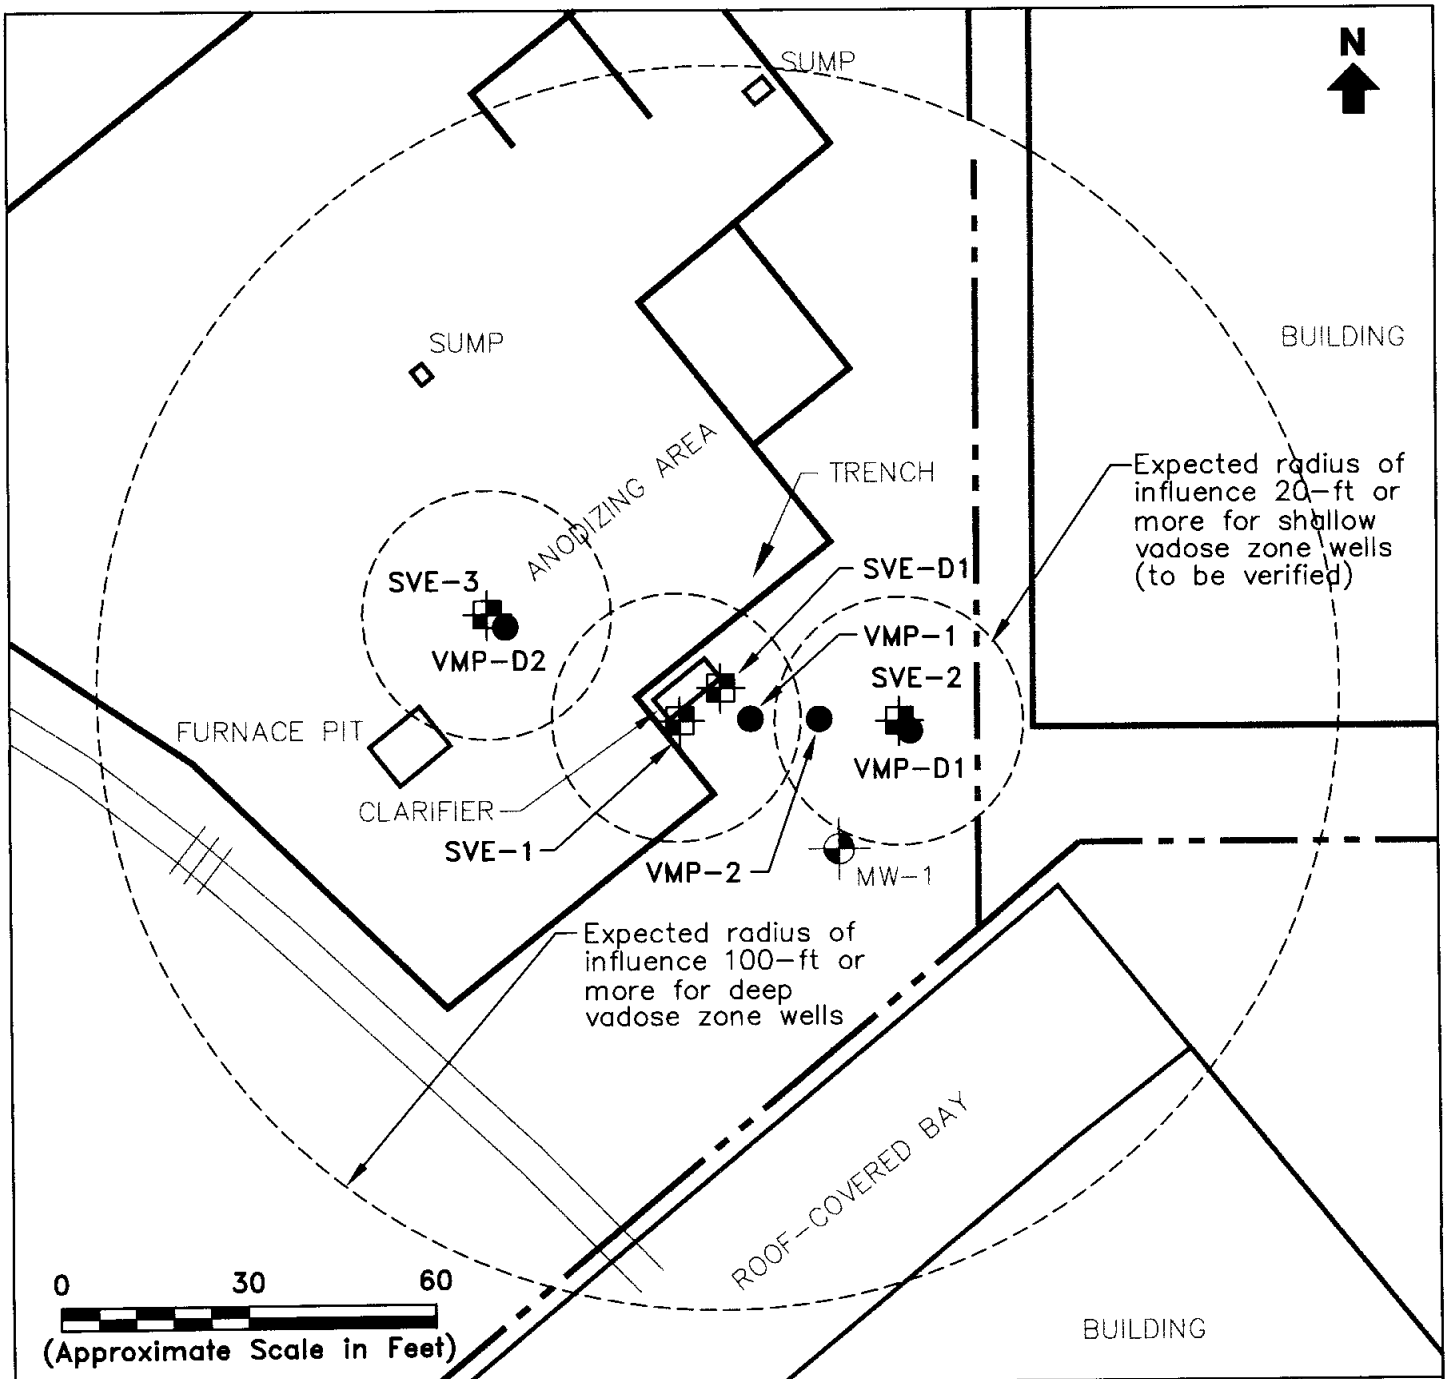 SUMP
N
SUMP
BUILDING
ANODIZING AREA
TRENCH
Expected radius of
influence 20-ft or
more for shallow
vadose zone wells
(to be verified)
SVE-3
SVE-D1
VMP-1
VMP-D2
SVE-2
FURNACE PIT
VMP-D1
CLARIFIER
SVE-1
VMP-2
MW-1
Expected radius of
influence 100-ft or
more for deep
vadose zone wells
ROOF-COVERED BAY
0 30 60
(Approximate Scale in Feet)
BUILDING